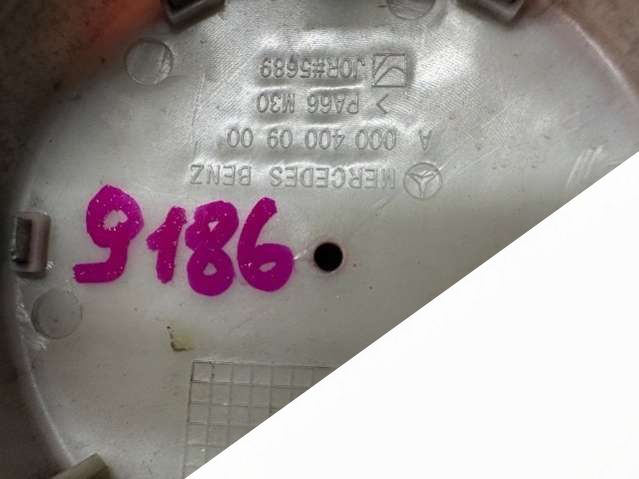 MERCEDES BENZ
A 000 400 09 00
> PA66 M30
JOR#5689
9186